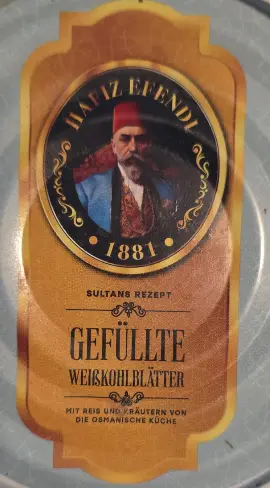 HAFIZ EFENDI
1881
SULTANS REZEPT
GEFÜLLTE
WEIßKOHLBLÄTTER
MIT REIS UND KRÄUTERN VON
DIE OSMANISCHE KÜCHE